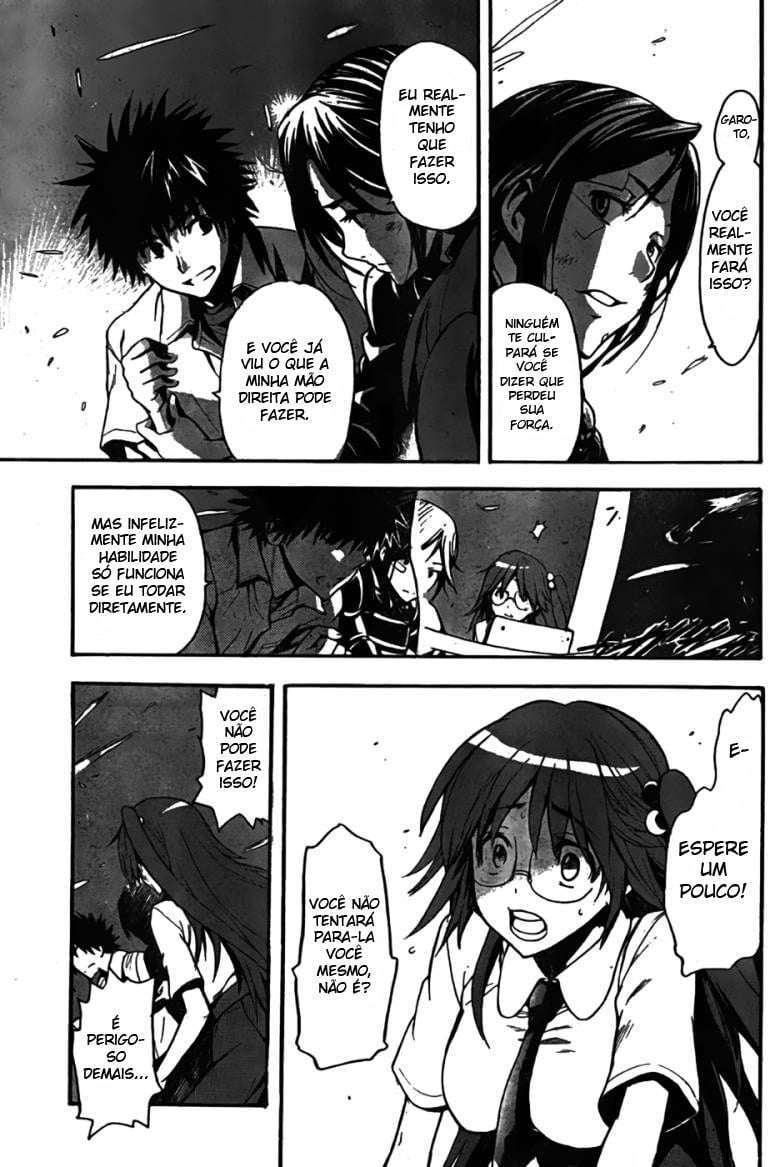 GARO-
TO,
VOCÊ
REAL-
MENTE
FARÁ
ISSO?
NINGUÉM
TE CUL-
PARÁ SE
VOCÊ
DIZER QUE
PERDEU
SUA
FORÇA.
EU REAL-
MENTE
TENHO
QUE
FAZER
ISSO.
E VOCÊ JÁ
VIU O QUE A
MINHA MÃO
DIREITA PODE
FAZER.
MAS INFELIZ-
MENTE MINHA
HABILIDADE
SÓ FUNCIONA
SE EU TODAR
DIRETAMENTE.
E-
ESPERE
UM
POUCO!
VOCÊ NÃO
TENTARÁ
PARA-LA
VOCÊ
MESMO,
NÃO É?
VOCÊ
NÃO
PODE
FAZER
ISSO!
É
PERIGO-
SO
DEMAIS...